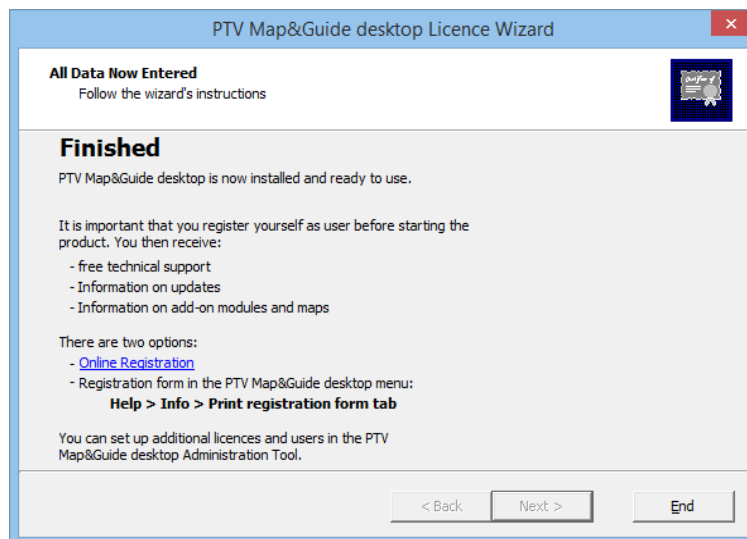 PTV Map&Guide desktop Licence Wizard
All Data Now Entered
Follow the wizard's instructions
Finished
PTV Map&Guide desktop is now installed and ready to use.
It is important that you register yourself as user before starting the
product. You then receive:
- free technical support
- Information on updates
- Information on add-on modules and maps
There are two options:
- Online Registration
- Registration form in the PTV Map&Guide desktop menu:
Help > Info > Print registration form tab
You can set up additional licences and users in the PTV
Map&Guide desktop Administration Tool.
< Back Next > End